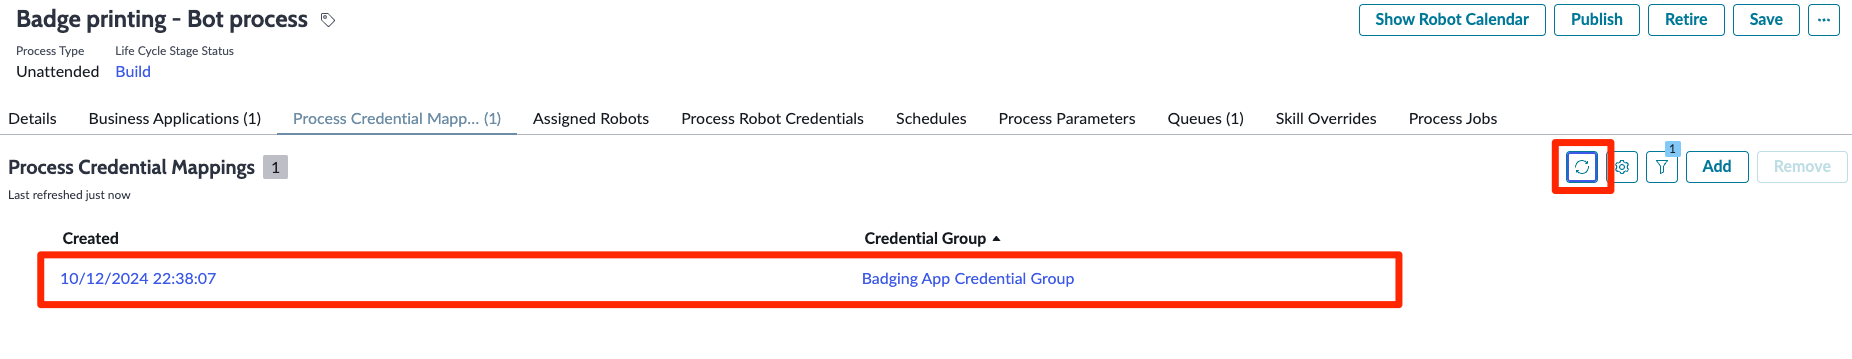 Badge printing - Bot process
Show Robot Calendar Publish Retire Save ...
Process Type Life Cycle Stage Status
Unattended Build
Details Business Applications (1) Process Credential Mapp... (1) Assigned Robots Process Robot Credentials Schedules Process Parameters Queues (1) Skill Overrides Process Jobs
Process Credential Mappings 1
1 Add Remove
Last refreshed just now
Created Credential Group
10/12/2024 22:38:07 Badging App Credential Group